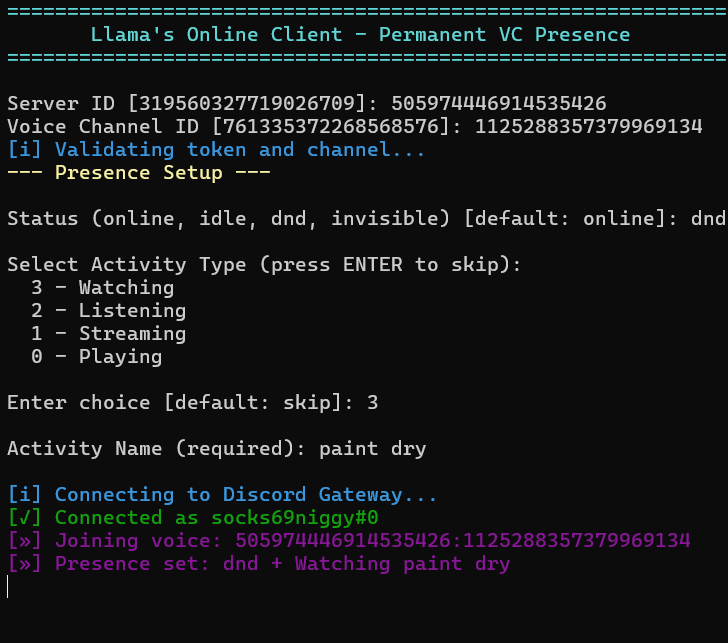 ============================================================
Llama's Online Client - Permanent VC Presence
============================================================
Server ID [319560327719026709]: 505974446914535426
Voice Channel ID [761335372268568576]: 1125288357379969134
[i] Validating token and channel...
--- Presence Setup ---
Status (online, idle, dnd, invisible) [default: online]: dnd
Select Activity Type (press ENTER to skip):
3 - Watching
2 - Listening
1 - Streaming
0 - Playing
Enter choice [default: skip]: 3
Activity Name (required): paint dry
[i] Connecting to Discord Gateway...
[√] Connected as socks69niggy#0
[»] Joining voice: 505974446914535426:1125288357379969134
[»] Presence set: dnd + Watching paint dry